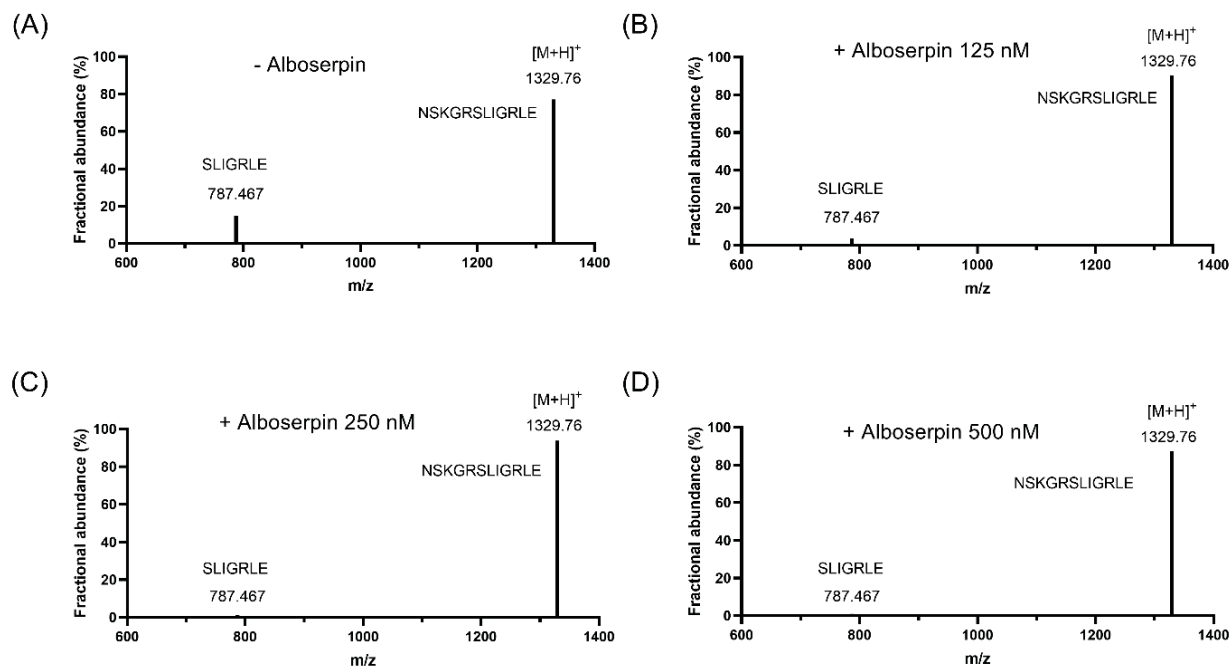 (A)
- Alboserpin
[M+H]+
1329.76
NSKGRSLIGRLE
SLIGRLE
787.467
Fractional abundance (%)
100
80
60
40
20
0
600 800 1000 1200 1400
m/z
(B)
+ Alboserpin 125 nM
[M+H]+
1329.76
NSKGRSLIGRLE
SLIGRLE
787.467
Fractional abundance (%)
100
80
60
40
20
0
600 800 1000 1200 1400
m/z
(C)
+ Alboserpin 250 nM
[M+H]+
1329.76
NSKGRSLIGRLE
SLIGRLE
787.467
Fractional abundance (%)
100
80
60
40
20
0
600 800 1000 1200 1400
m/z
(D)
+ Alboserpin 500 nM
[M+H]+
1329.76
NSKGRSLIGRLE
SLIGRLE
787.467
Fractional abundance (%)
100
80
60
40
20
0
600 800 1000 1200 1400
m/z